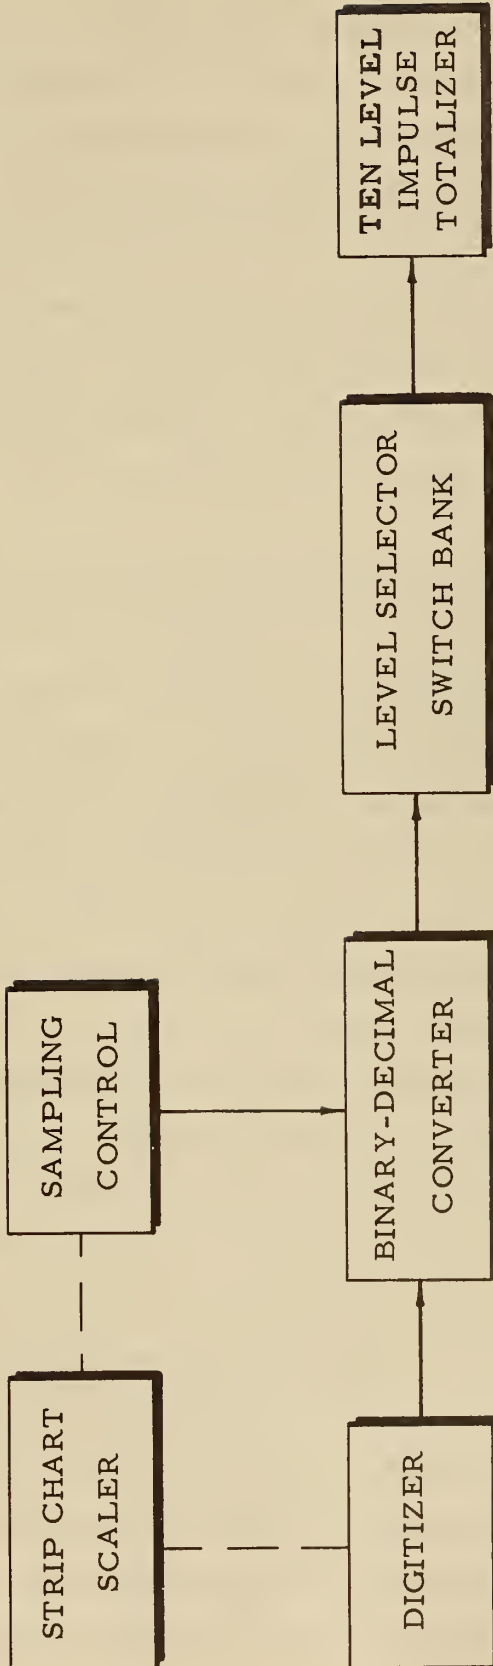 STRIP CHART
SCALER
SAMPLING
CONTROL
DIGITIZER
BINARY-DECIMAL
CONVERTER
LEVEL SELECTOR
SWITCH BANK
TEN LEVEL
IMPULSE
TOTALIZER